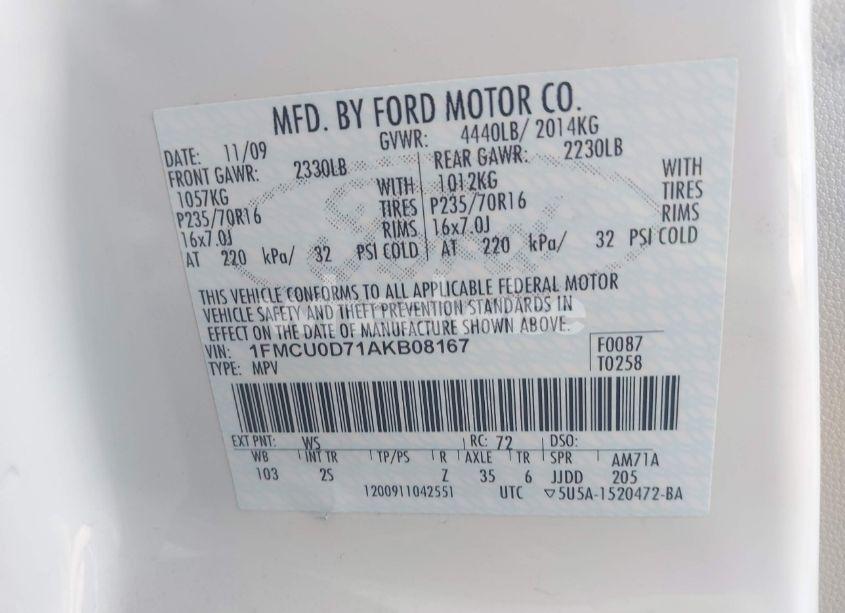 MFD. BY FORD MOTOR CO.
DATE: 11/09 GVWR: 4440LB/ 2014KG
FRONT GAWR: 2330LB REAR GAWR: 2230LB
1057KG WITH 1012KG WITH
P235/70R16 TIRES P235/70R16 TIRES
16x7.0J RIMS 16x7.0J RIMS
AT 220 kPa/ 32 PSI COLD AT 220 kPa/ 32 PSI COLD
THIS VEHICLE CONFORMS TO ALL APPLICABLE FEDERAL MOTOR
VEHICLE SAFETY AND THEFT PREVENTION STANDARDS IN
EFFECT ON THE DATE OF MANUFACTURE SHOWN ABOVE.
VIN: 1FMCU0D71AKB08167 F0087
TYPE: MPV T0258
EXT PNT: WS RC: 72 DSO:
WB INT TR TP/PS R AXLE TR SPR AM71A
103 2S Z 35 6 JJDD 205
1200911042551 UTC ▽5U5A-1520472-BA